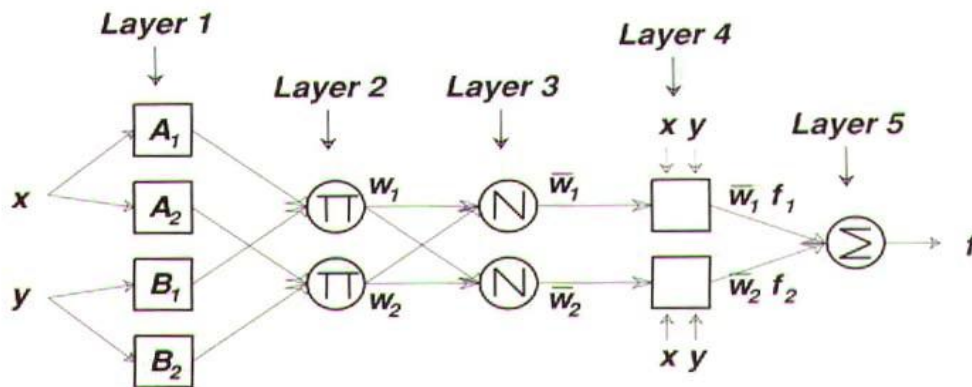 Layer 1
Layer 2
Layer 3
Layer 4
Layer 5
x y
A₁
A₂
B₁
B₂
x
y
Π
Π
w₁
w₂
N
N
w̅₁
w̅₂
w̅₁ f₁
w̅₂ f₂
x y
Σ
f